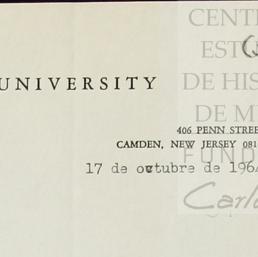 CENT
EST
UNIVERSITY DE HIS
DE M
406 PENN STREE
CAMDEN, NEW JERSEY 081
FUND
17 de octubre de 196
Carlo